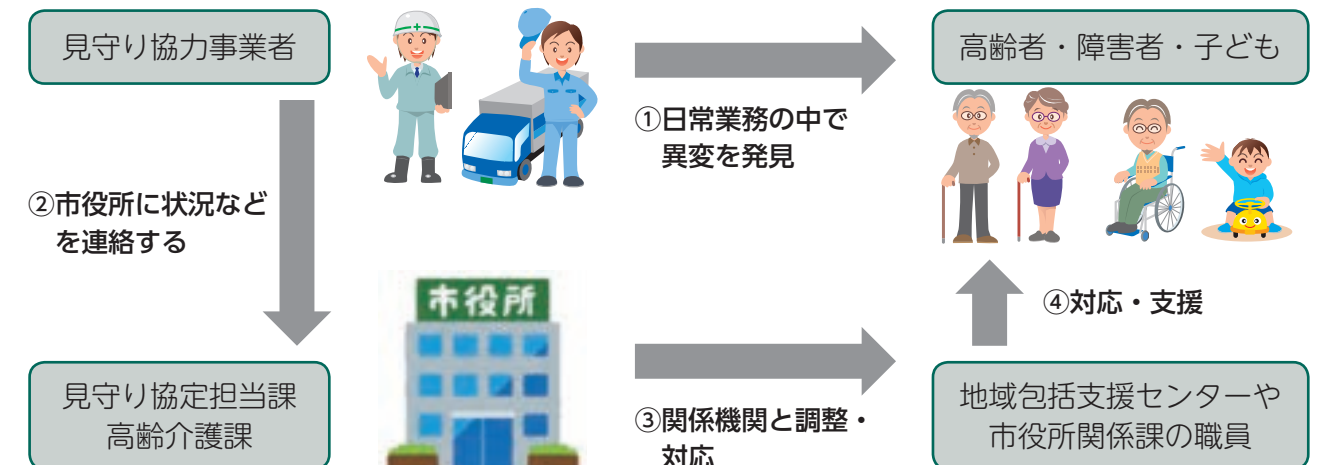 見守り協力事業者
高齢者・障害者・子ども
①日常業務の中で
異変を発見
②市役所に状況など
を連絡する
市役所
④対応・支援
見守り協定担当課
高齢介護課
③関係機関と調整・
対応
地域包括支援センターや
市役所関係課の職員